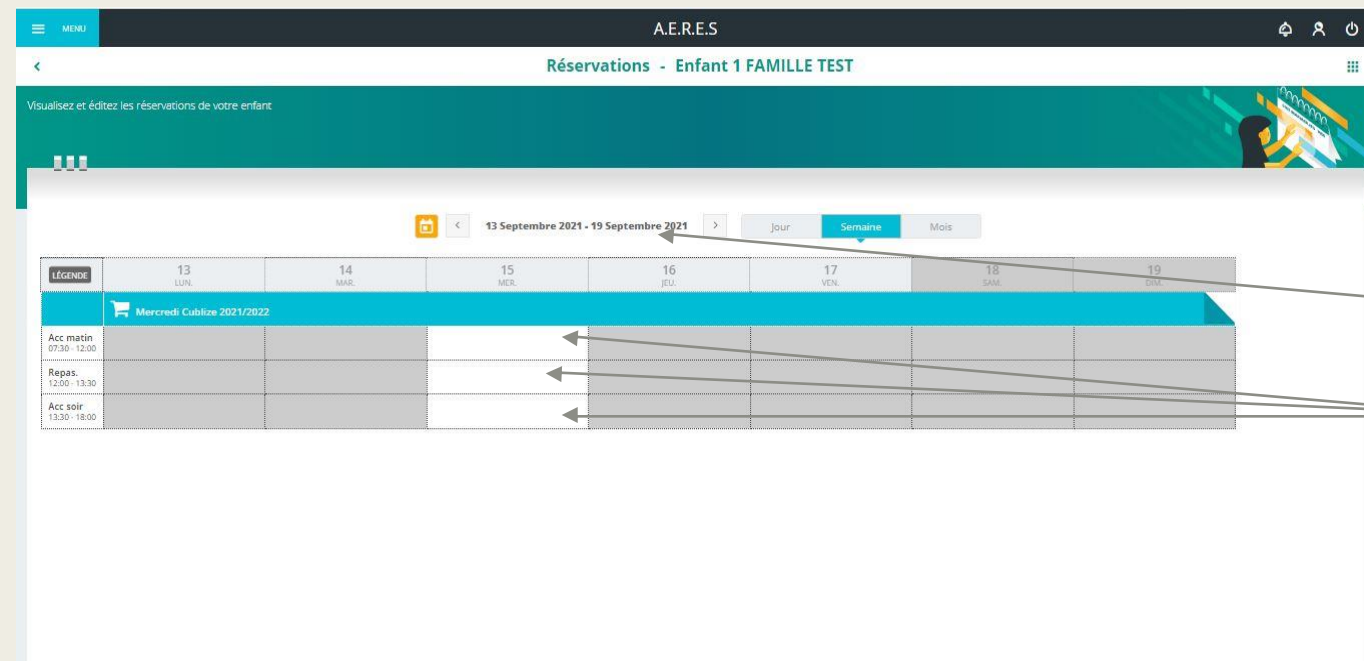 MENU
A.E.R.E.S
Réservations - Enfant 1 FAMILLE TEST
Visualisez et éditez les réservations de votre enfant
13 Septembre 2021 - 19 Septembre 2021
Jour Semaine Mois
LÉGENDE 13 14 15 16 17 18 19
LUN. MAR. MER. JEU. VEN. SAM. DIM.
Mercredi Cublize 2021/2022
Acc matin
07:30 - 12:00
Repas.
12:00 - 13:30
Acc soir
13:30 - 18:00